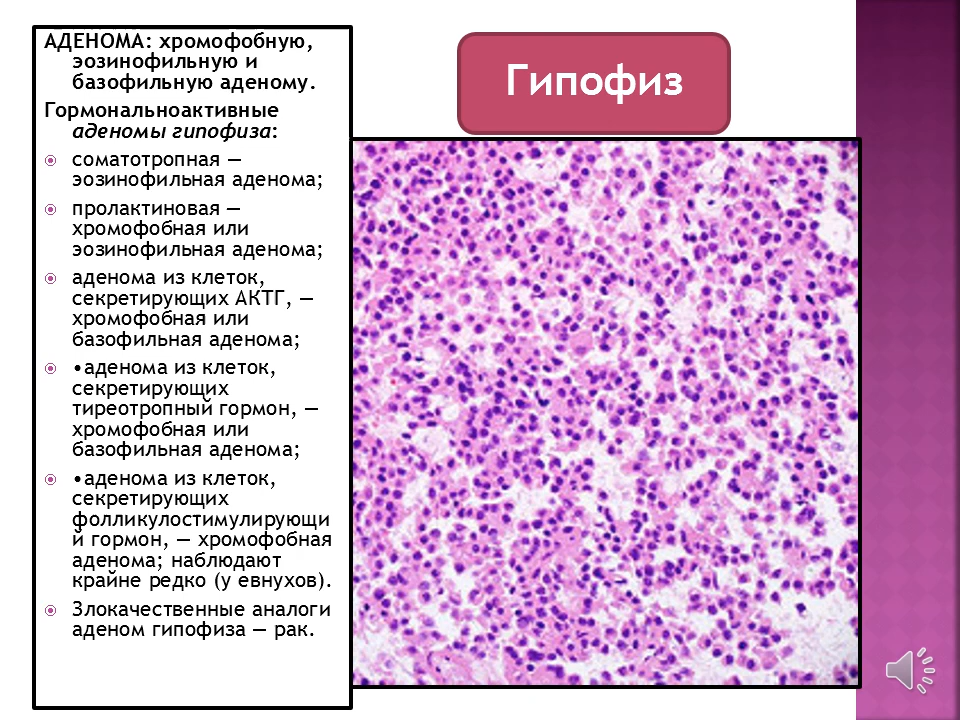 АДЕНОМА: хромофобную,
эозинофильную и
базофильную аденому.
Гормональноактивные
аденомы гипофиза:
соматотропная —
эозинофильная аденома;
пролактиновая —
хромофобная или
эозинофильная аденома;
аденома из клеток,
секретирующих АКТГ, —
хромофобная или
базофильная аденома;
•аденома из клеток,
секретирующих
тиреотропный гормон, —
хромофобная или
базофильная аденома;
•аденома из клеток,
секретирующих
фолликулостимулирующи
й гормон, — хромофобная
аденома; наблюдают
крайне редко (у евнухов).
Злокачественные аналоги
аденом гипофиза — рак.
Гипофиз